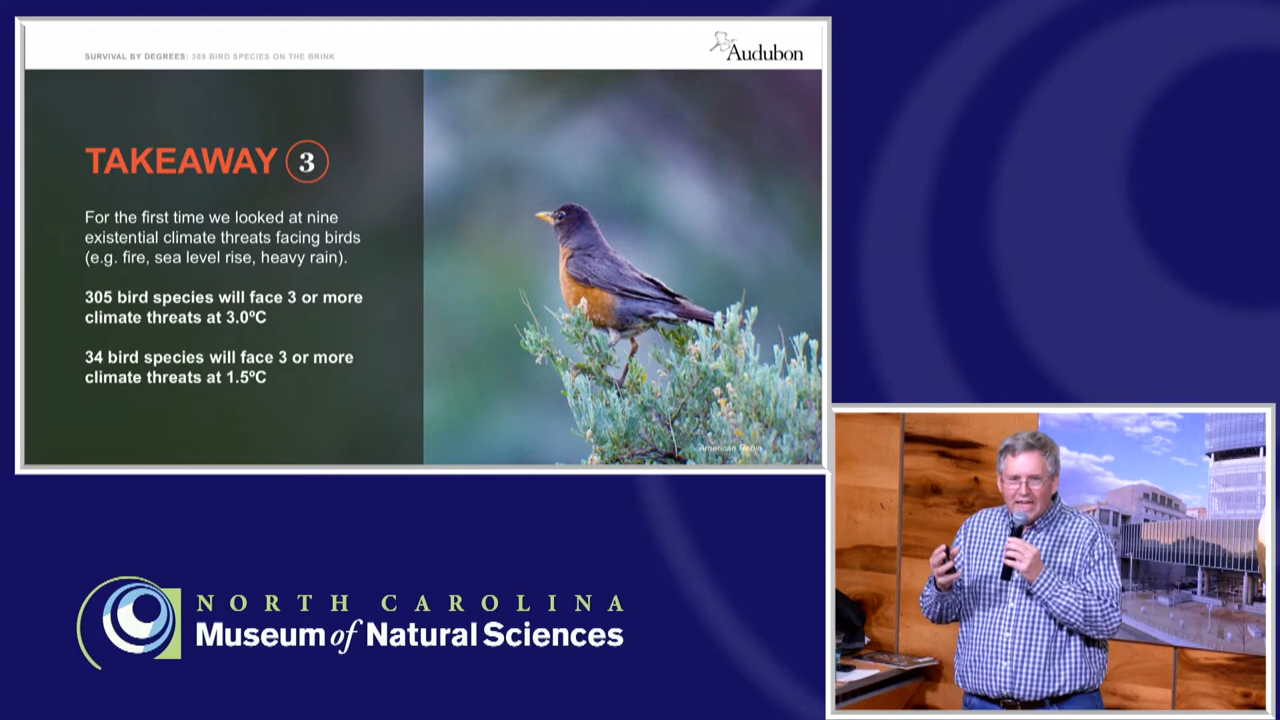 SURVIVAL BY DEGREES: 389 BIRD SPECIES ON THE BRINK
Audubon
TAKEAWAY 3
For the first time we looked at nine
existential climate threats facing birds
(e.g. fire, sea level rise, heavy rain).
305 bird species will face 3 or more
climate threats at 3.0ºC
34 bird species will face 3 or more
climate threats at 1.5ºC
American Robin
NORTH CAROLINA
Museum of Natural Sciences